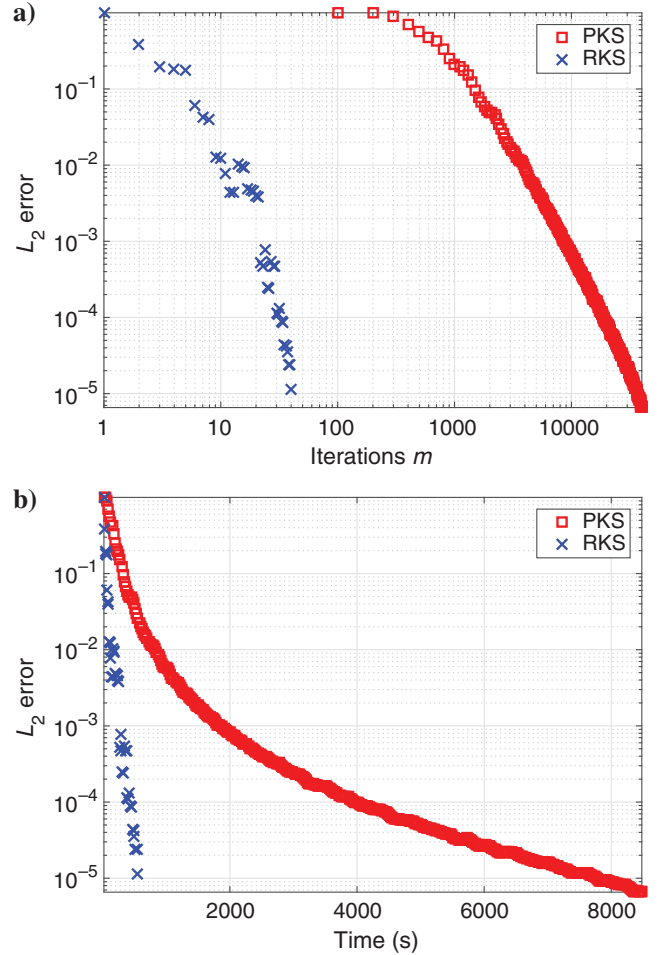 a)
PKS
RKS
10⁻¹
10⁻²
10⁻³
10⁻⁴
10⁻⁵
L₂ error
1 10 100 1000 10000
Iterations m
b)
PKS
RKS
10⁻¹
10⁻²
10⁻³
10⁻⁴
10⁻⁵
L₂ error
2000 4000 6000 8000
Time (s)